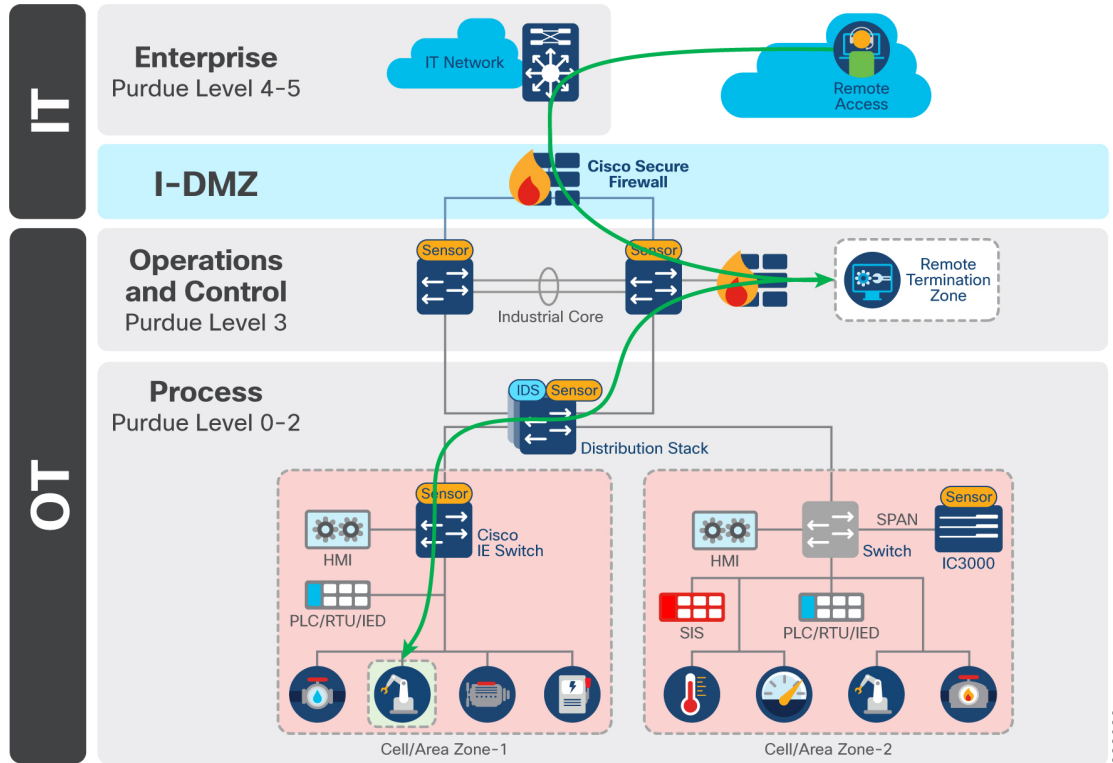 IT
Enterprise
Purdue Level 4-5
IT Network
Remote
Access
I-DMZ
Cisco Secure
Firewall
Operations
and Control
Purdue Level 3
Sensor
Sensor
Industrial Core
Remote
Termination
Zone
OT
Process
Purdue Level 0-2
IDS
Sensor
Distribution Stack
Sensor
HMI
Cisco
IE Switch
PLC/RTU/IED
Cell/Area Zone-1
HMI
SPAN
Switch
Sensor
IC3000
SIS
PLC/RTU/IED
Cell/Area Zone-2